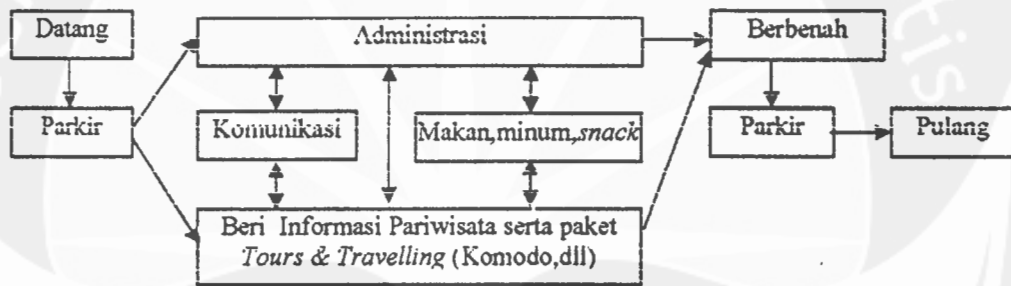 Datang
Administrasi
Berbenah
Parkir
Komunikasi
Makan,minum,snack
Parkir
Pulang
Beri Informasi Pariwisata serta paket
Tours & Travelling (Komodo,dll)